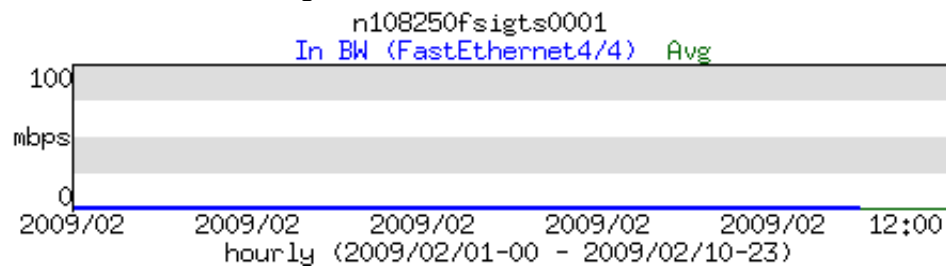 n108250fsigts0001
In BW (FastEthernet4/4) Avg
100
mbps
0
2009/02 2009/02 2009/02 2009/02 2009/02 12:00
hourly (2009/02/01-00 - 2009/02/10-23)